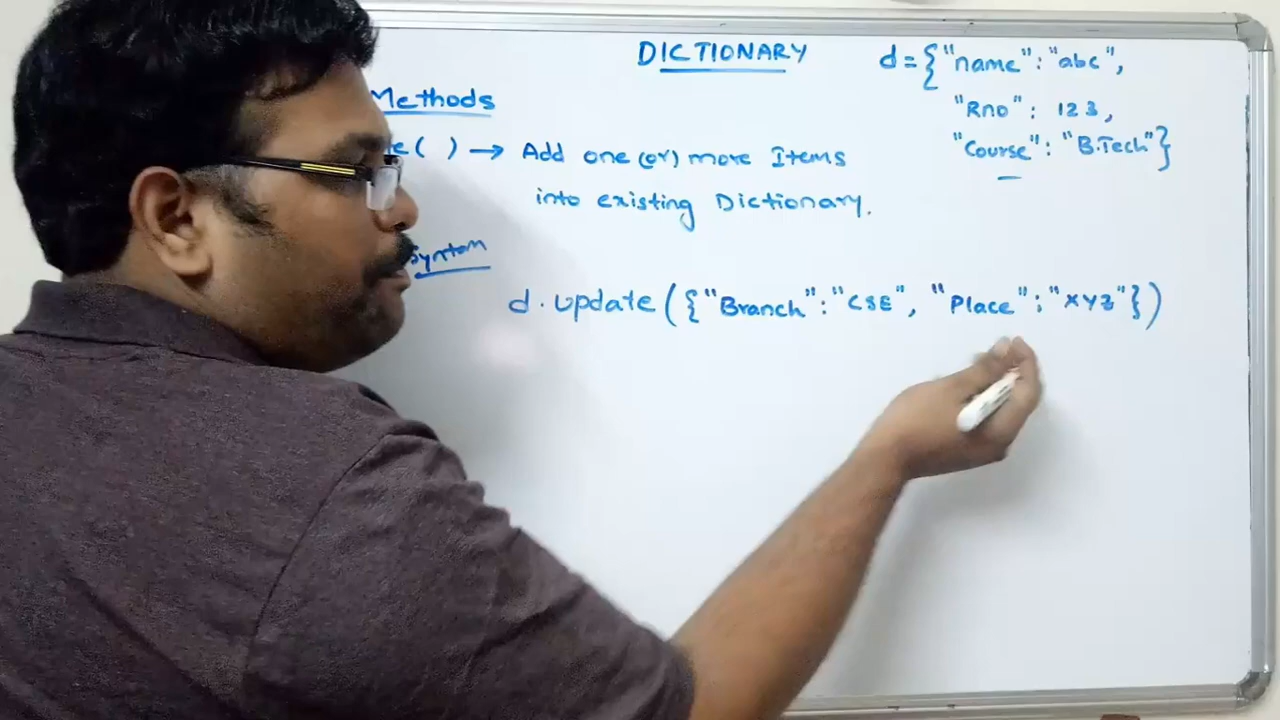 DICTIONARY
d={"name":"abc",
"Rno": 123,
"Course": "B.Tech"}
Methods
e( ) → Add one (or) more Items
into existing Dictionary.
Syntax
d.update({"Branch":"CSE", "Place":"XYZ"})